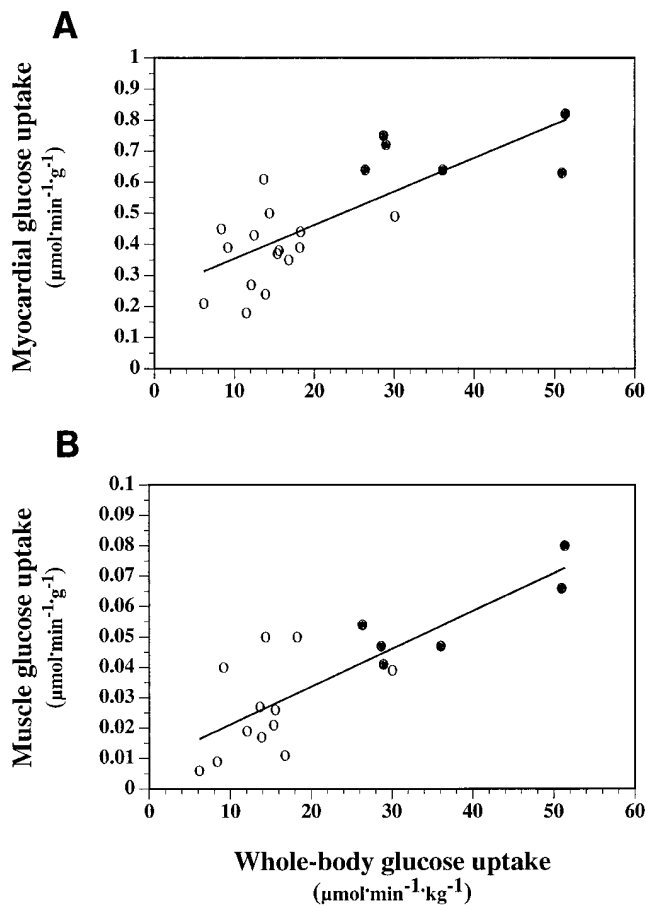 A
Myocardial glucose uptake
(μmol·min⁻¹·g⁻¹)
1
0.9
0.8
0.7
0.6
0.5
0.4
0.3
0.2
0.1
0
0 10 20 30 40 50 60
B
Muscle glucose uptake
(μmol·min⁻¹·g⁻¹)
0.1
0.09
0.08
0.07
0.06
0.05
0.04
0.03
0.02
0.01
0
0 10 20 30 40 50 60
Whole-body glucose uptake
(μmol·min⁻¹·kg⁻¹)